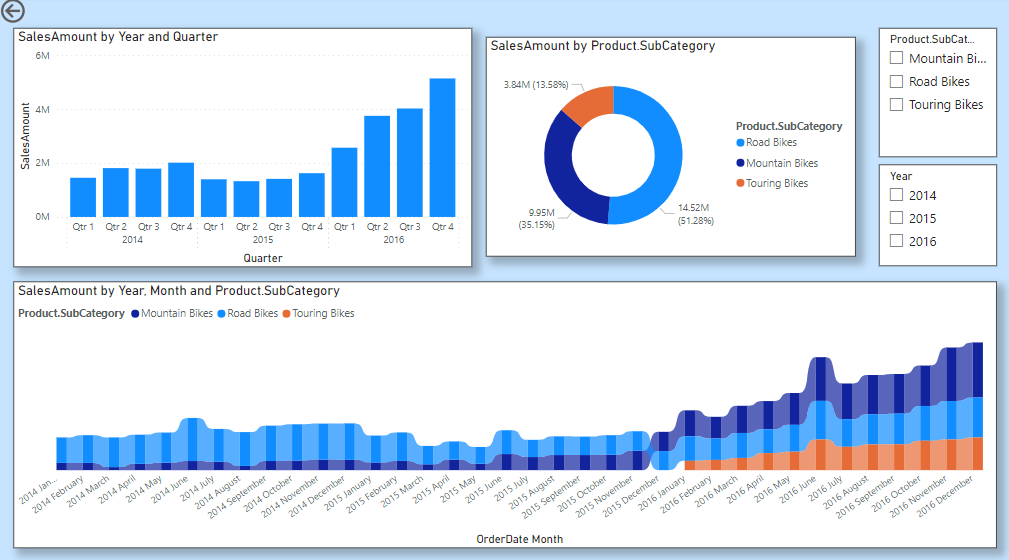 SalesAmount by Year and Quarter
6M
4M
2M
0M
SalesAmount
Qtr 1 Qtr 2 Qtr 3 Qtr 4 Qtr 1 Qtr 2 Qtr 3 Qtr 4 Qtr 1 Qtr 2 Qtr 3 Qtr 4
2014 2015 2016
Quarter
SalesAmount by Product.SubCategory
3.84M (13.58%)
9.95M
(35.15%)
14.52M
(51.28%)
Product.SubCategory
Road Bikes
Mountain Bikes
Touring Bikes
Product.SubCat...
Mountain Bi...
Road Bikes
Touring Bikes
Year
2014
2015
2016
SalesAmount by Year, Month and Product.SubCategory
Product.SubCategory Mountain Bikes Road Bikes Touring Bikes
2014 Jan...
2014 February
2014 March
2014 April
2014 May
2014 June
2014 July
2014 August
2014 September
2014 October
2014 November
2014 December
2015 January
2015 February
2015 March
2015 April
2015 May
2015 June
2015 July
2015 August
2015 September
2015 October
2015 November
2015 December
2016 January
2016 February
2016 March
2016 April
2016 May
2016 June
2016 July
2016 August
2016 September
2016 October
2016 November
2016 December
OrderDate Month